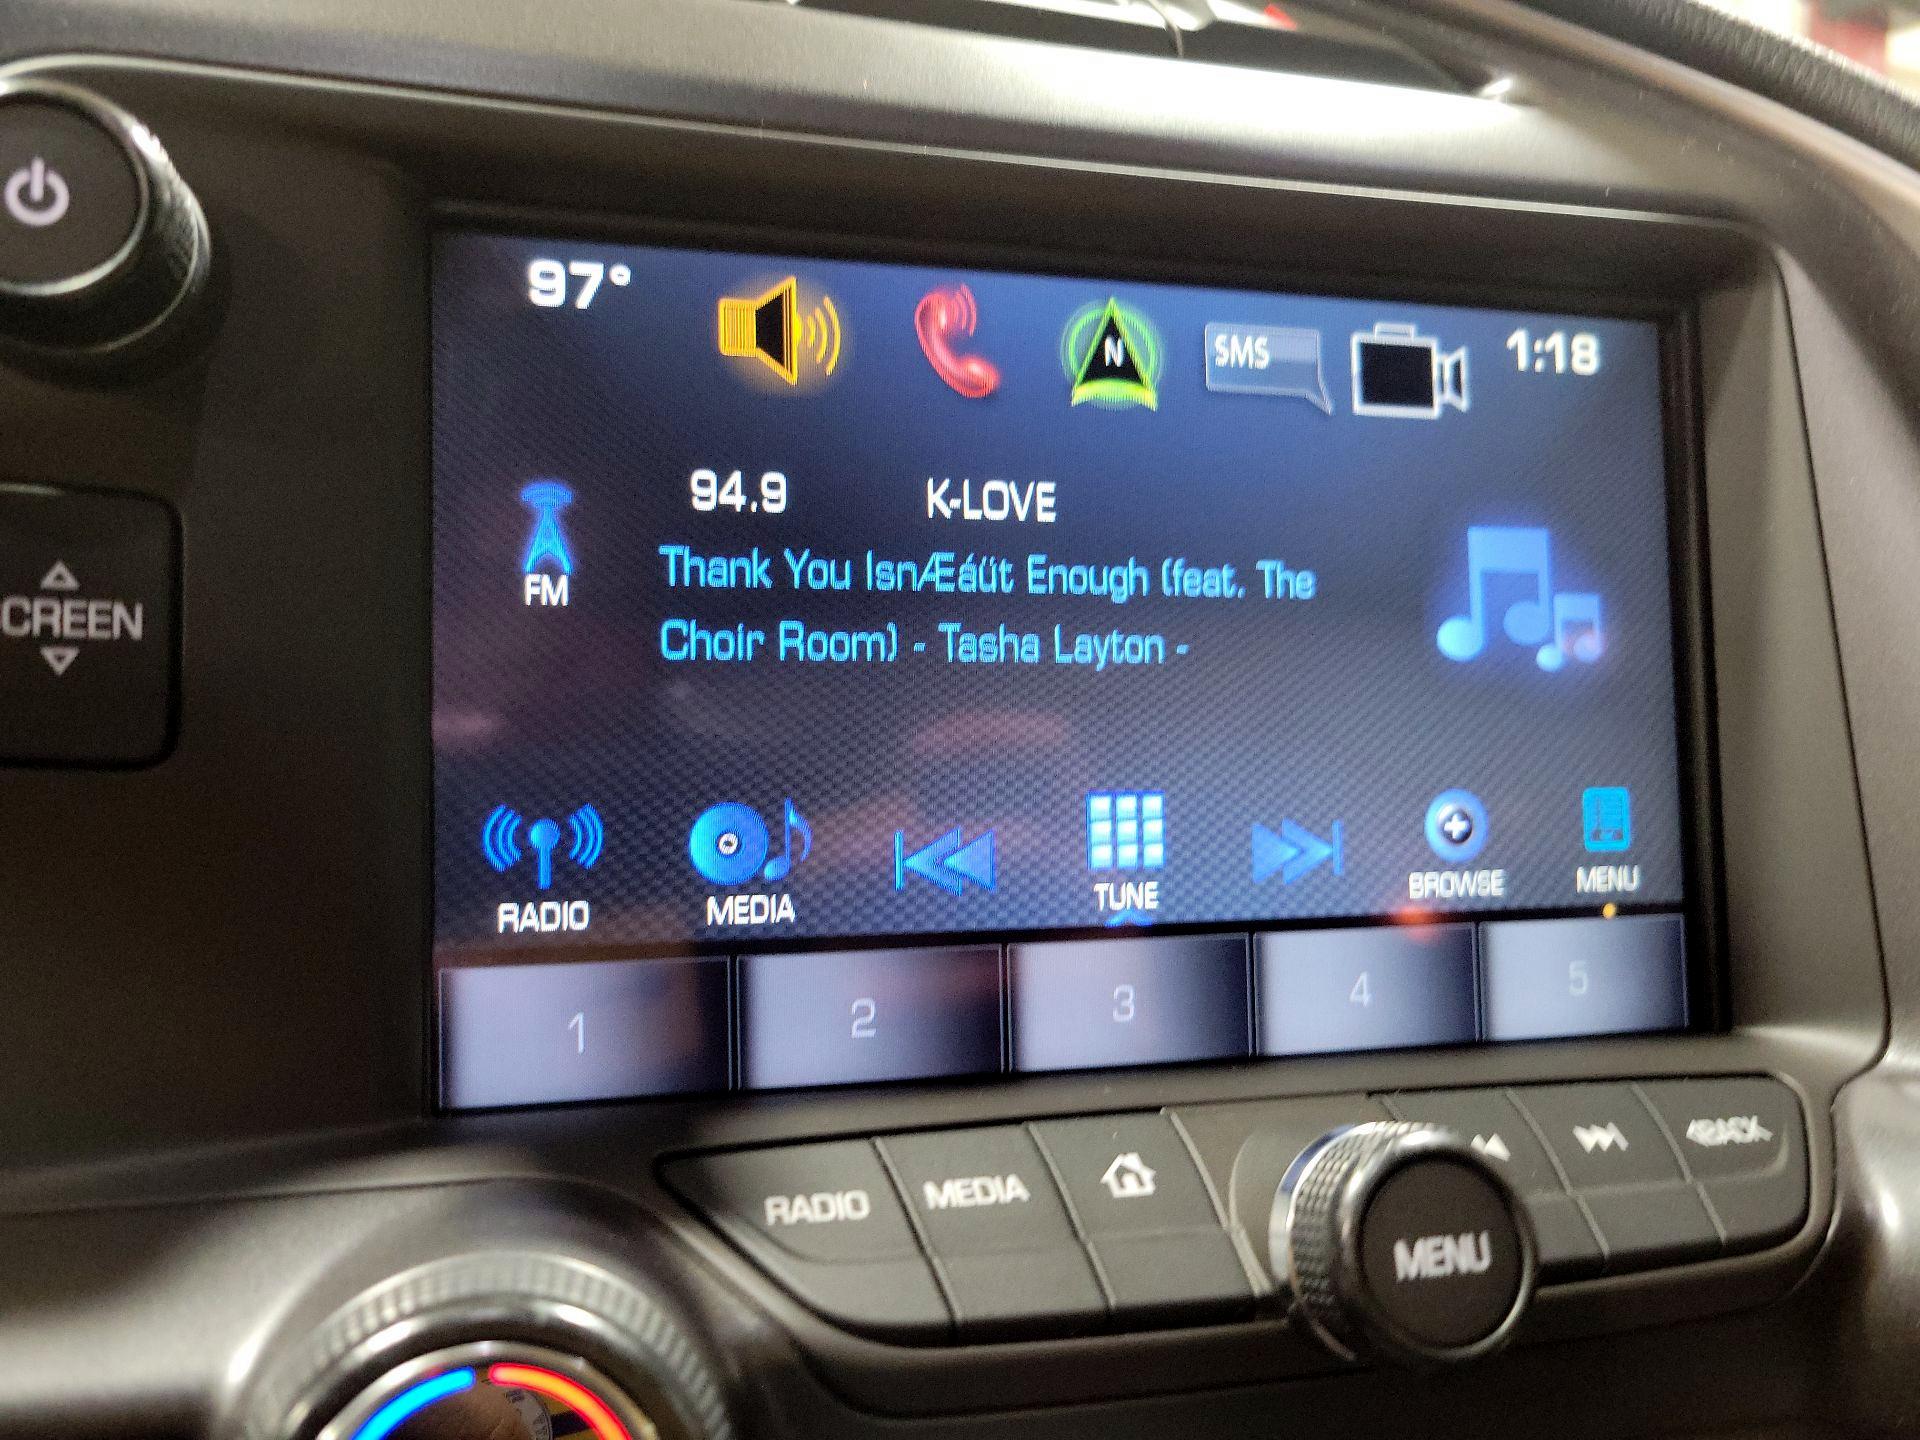 97°
SMS
1:18
N
94.9 K-LOVE
FM
Thank You IsnÆáüt Enough (feat. The
Choir Room) - Tasha Layton -
CREEN
RADIO
MEDIA
TUNE
BROWSE
MENU
1
2
3
4
5
RADIO
MEDIA
MENU
BACK